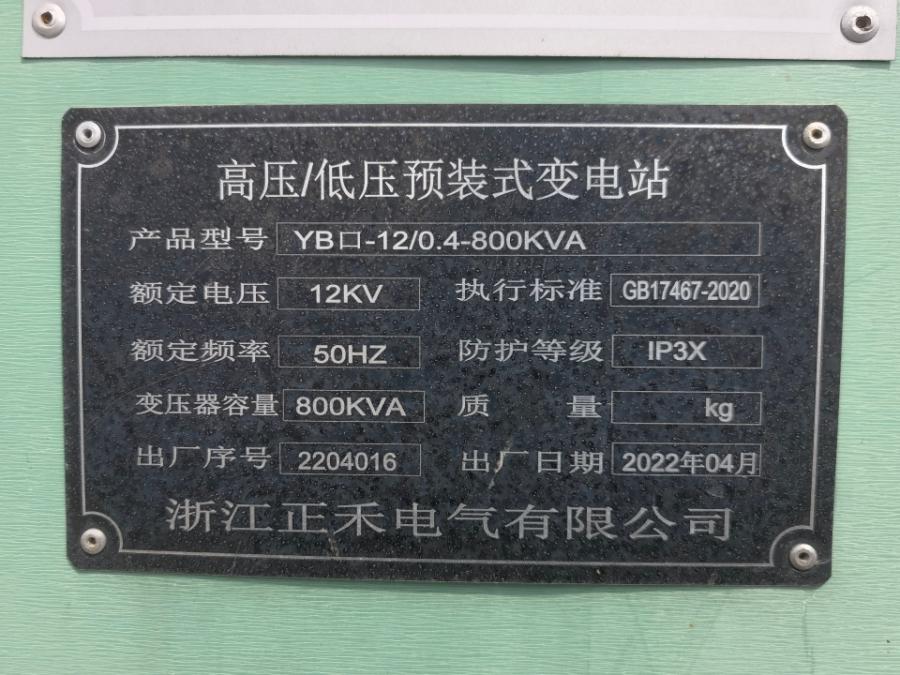 高压/低压预装式变电站
产品型号 YB口-12/0.4-800KVA
额定电压 12KV 执行标准 GB17467-2020
额定频率 50HZ 防护等级 IP3X
变压器容量 800KVA 质 量 kg
出厂序号 2204016 出厂日期 2022年04月
浙江正禾电气有限公司